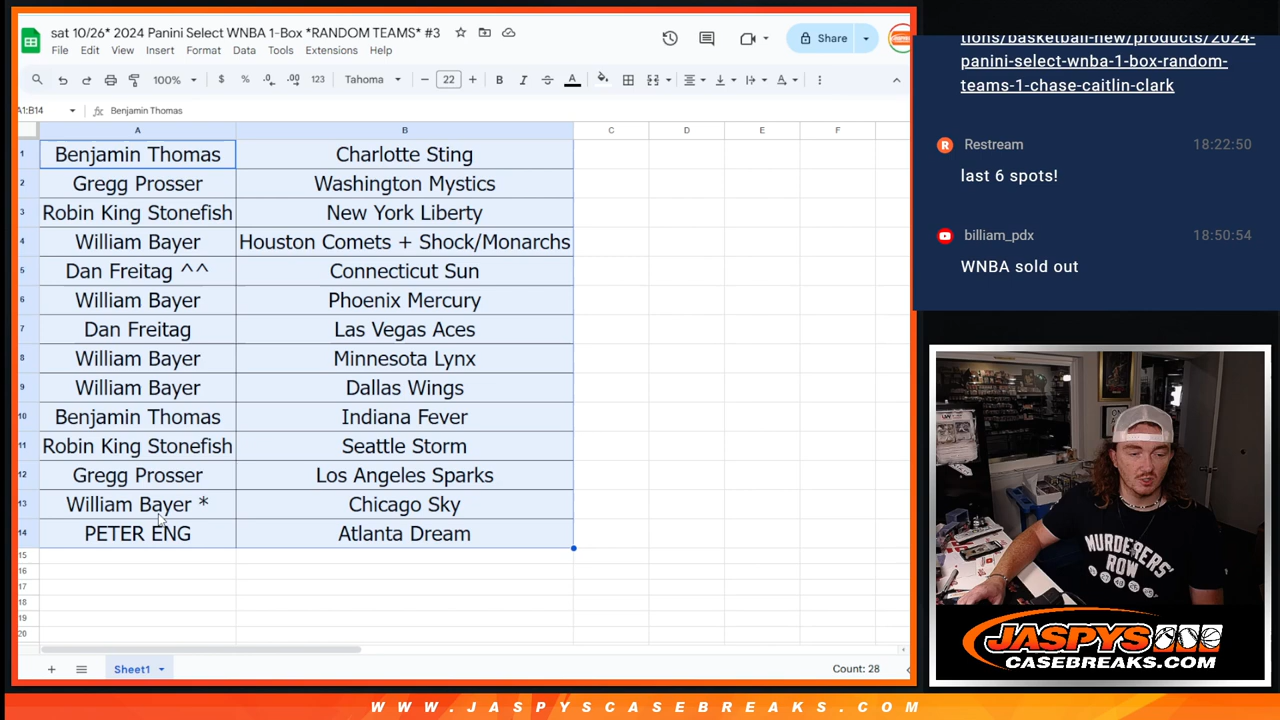 sat 10/26* 2024 Panini Select WNBA 1-Box *RANDOM TEAMS* #3
File Edit View Insert Format Data Tools Extensions Help
Share
100% $ % .0 .00 123 Tahoma 22 B I A
A1:B14 fx Benjamin Thomas
A B C D E F
1 Benjamin Thomas Charlotte Sting
2 Gregg Prosser Washington Mystics
3 Robin King Stonefish New York Liberty
4 William Bayer Houston Comets + Shock/Monarchs
5 Dan Freitag ^^ Connecticut Sun
6 William Bayer Phoenix Mercury
7 Dan Freitag Las Vegas Aces
8 William Bayer Minnesota Lynx
9 William Bayer Dallas Wings
10 Benjamin Thomas Indiana Fever
11 Robin King Stonefish Seattle Storm
12 Gregg Prosser Los Angeles Sparks
13 William Bayer * Chicago Sky
14 PETER ENG Atlanta Dream
15
16
17
18
19
20
Sheet1
Count: 28
tions/basketball-new/products/2024-
panini-select-wnba-1-box-random-
teams-1-chase-caitlin-clark
R Restream 18:22:50
last 6 spots!
billiam_pdx 18:50:54
WNBA sold out
MURDERERS'
ROW
JASPYS
CASEBREAKS.COM
WWW.JASPYSCASEBREAKS.COM